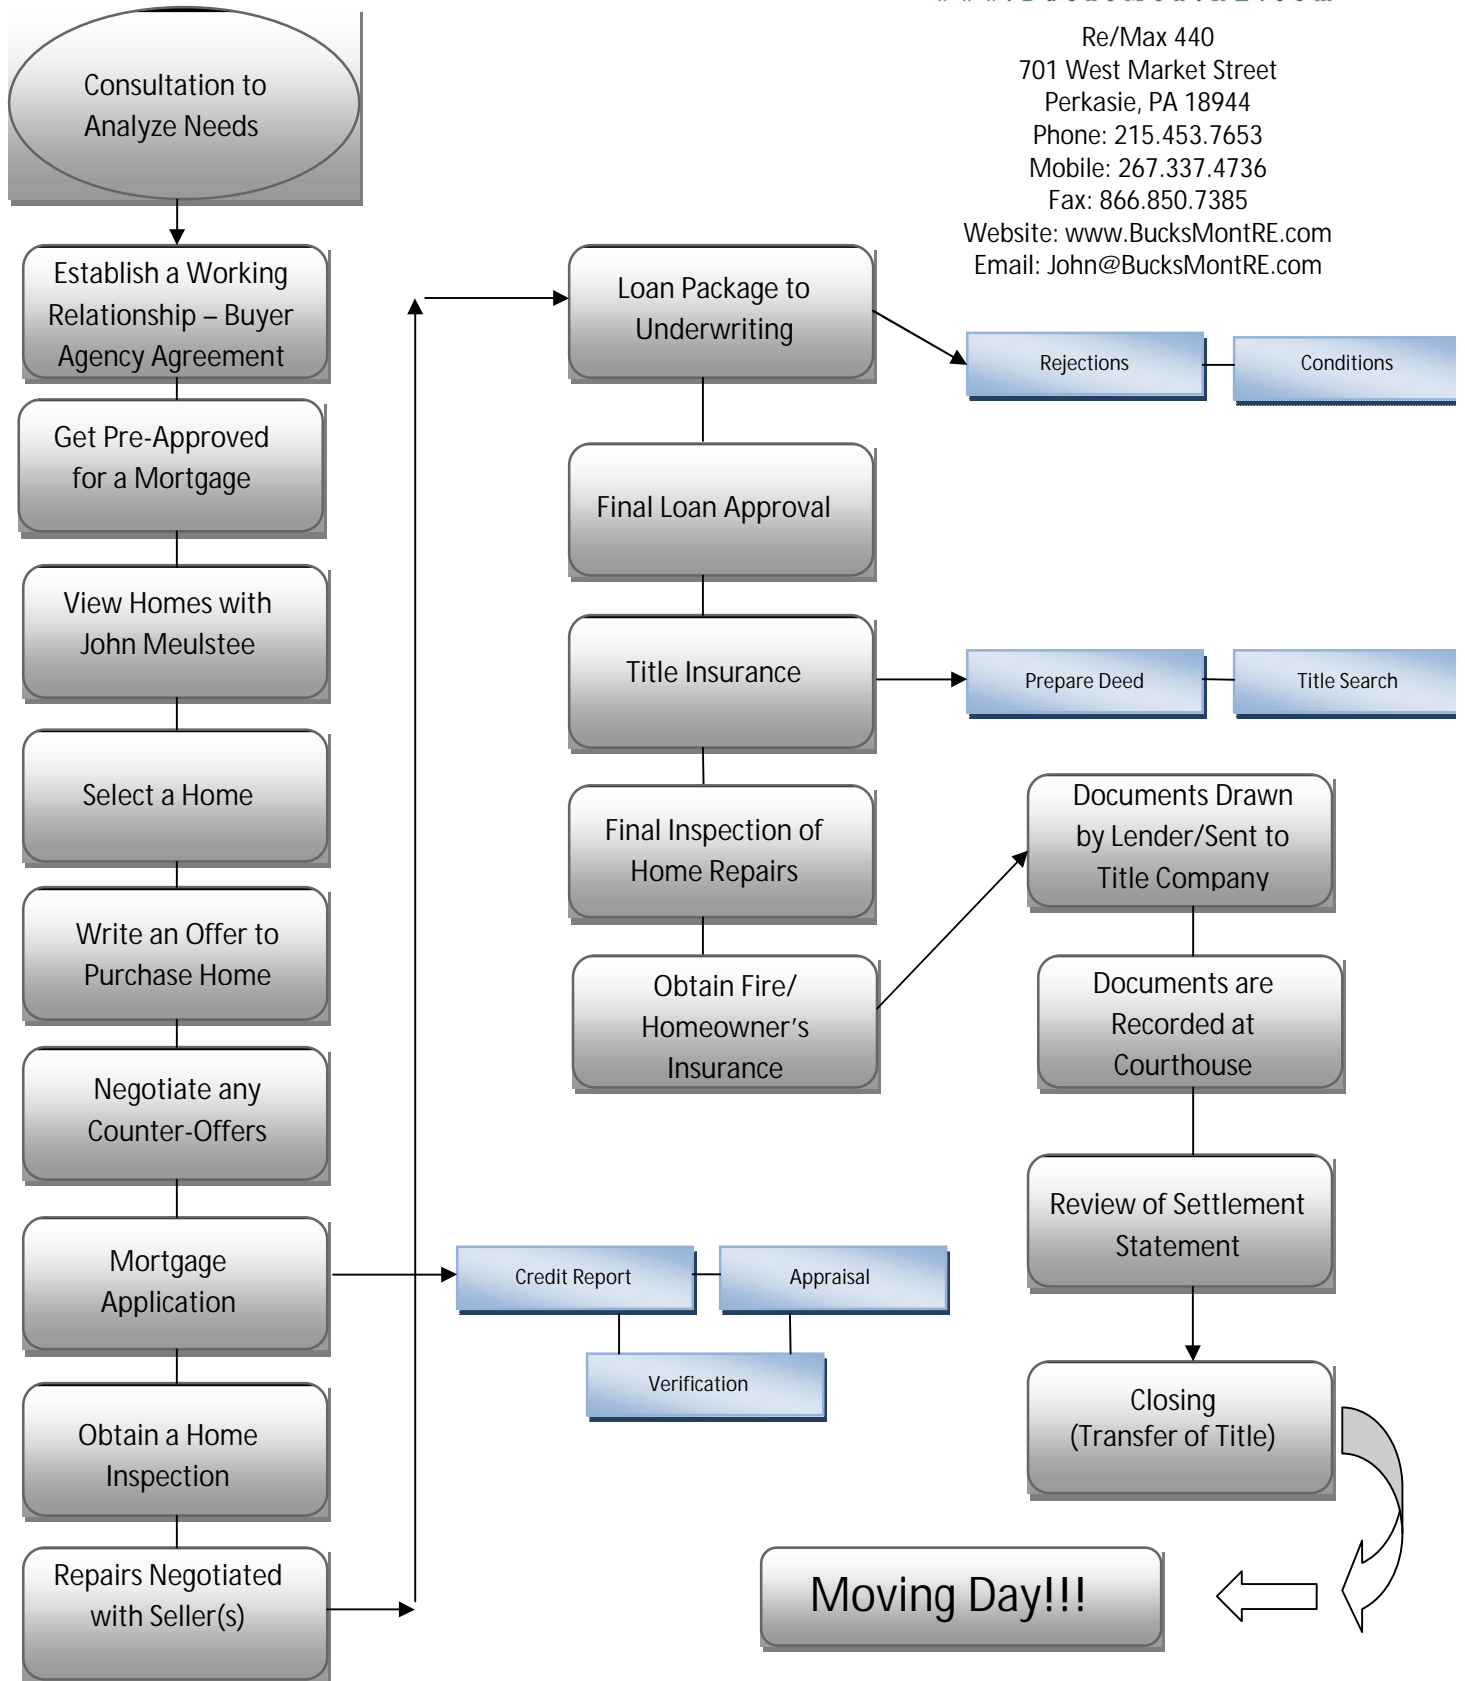 Re/Max 440
701 West Market Street
Perkasie, PA 18944
Phone: 215.453.7653
Mobile: 267.337.4736
Fax: 866.850.7385
Website: www.BucksMontRE.com
Email: John@BucksMontRE.com
Consultation to
Analyze Needs
Establish a Working
Relationship – Buyer
Agency Agreement
Get Pre-Approved
for a Mortgage
View Homes with
John Meulstee
Select a Home
Write an Offer to
Purchase Home
Negotiate any
Counter-Offers
Mortgage
Application
Credit Report
Appraisal
Verification
Obtain a Home
Inspection
Repairs Negotiated
with Seller(s)
Loan Package to
Underwriting
Rejections
Conditions
Final Loan Approval
Title Insurance
Prepare Deed
Title Search
Final Inspection of
Home Repairs
Obtain Fire/
Homeowner’s
Insurance
Documents Drawn
by Lender/Sent to
Title Company
Documents are
Recorded at
Courthouse
Review of Settlement
Statement
Closing
(Transfer of Title)
Moving Day!!!